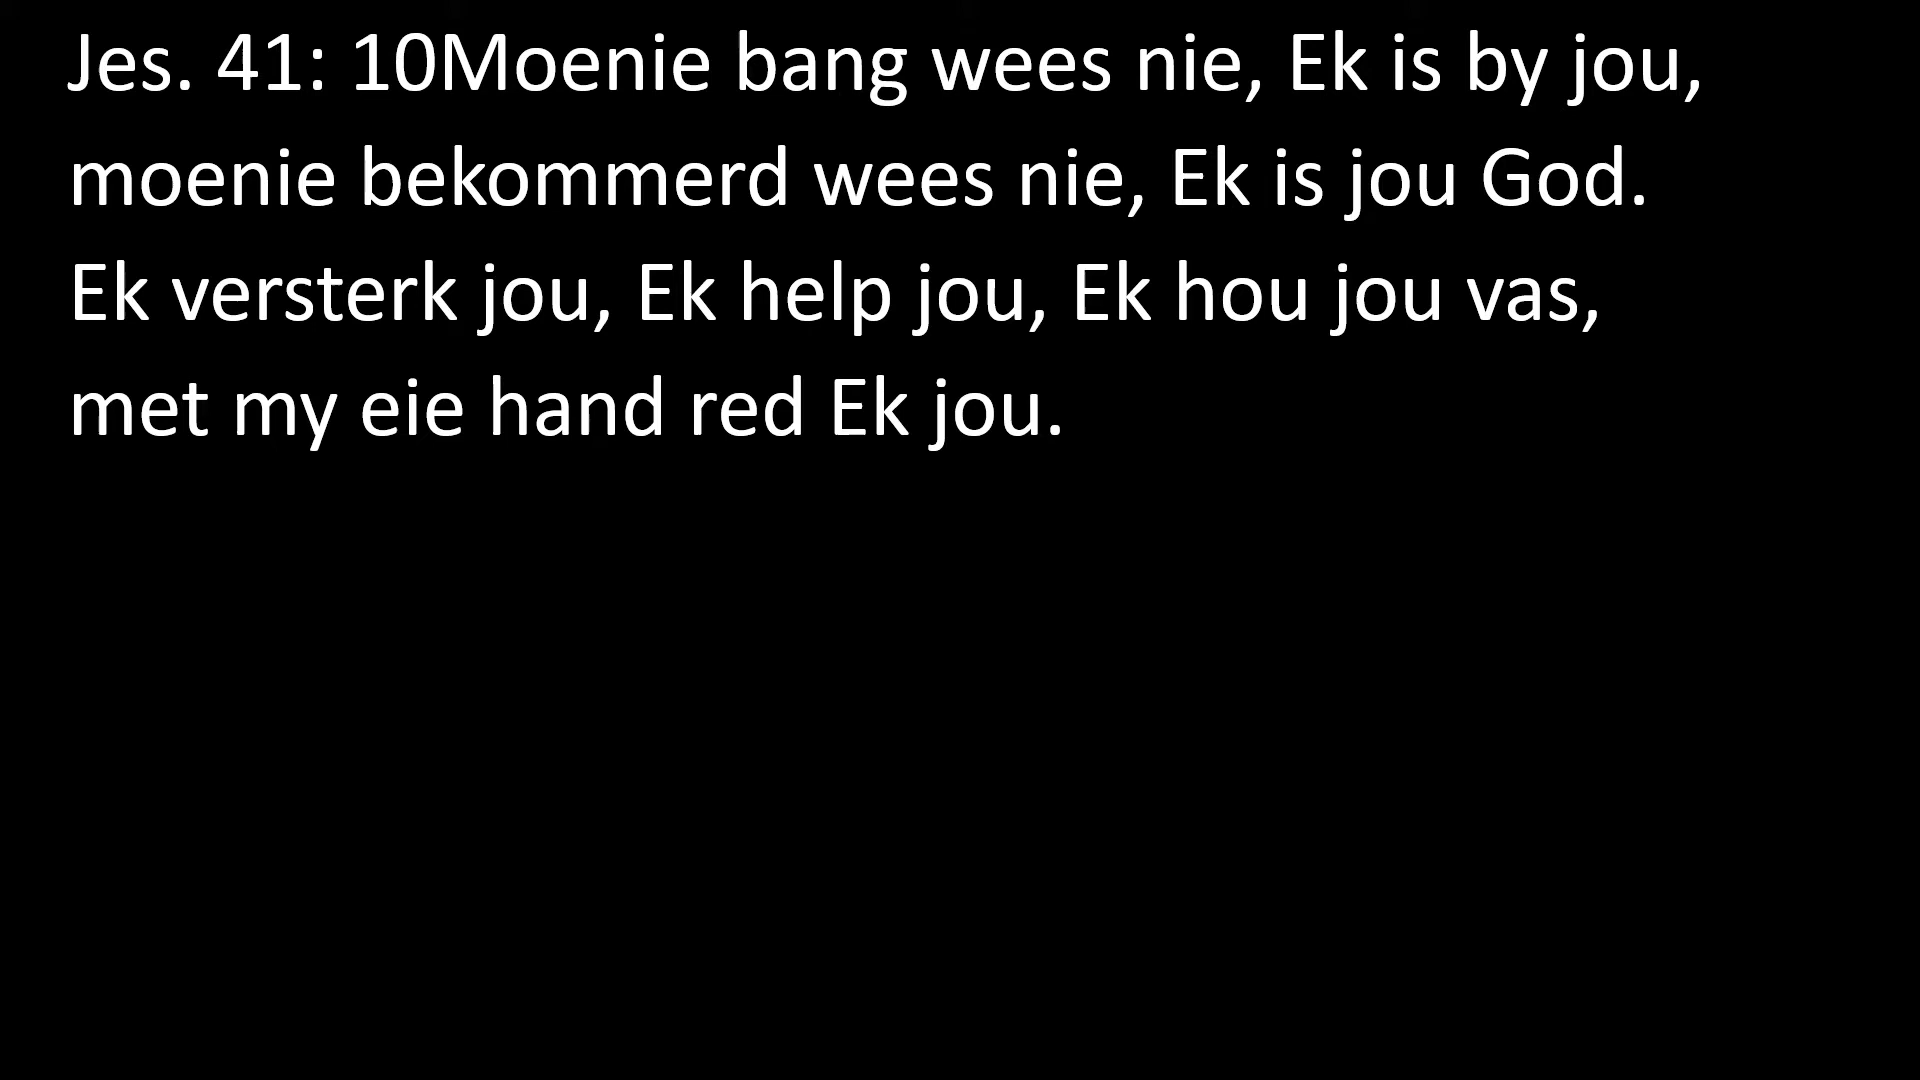 Jes. 41: 10Moenie bang wees nie, Ek is by jou,
moenie bekommerd wees nie, Ek is jou God.
Ek versterk jou, Ek help jou, Ek hou jou vas,
met my eie hand red Ek jou.